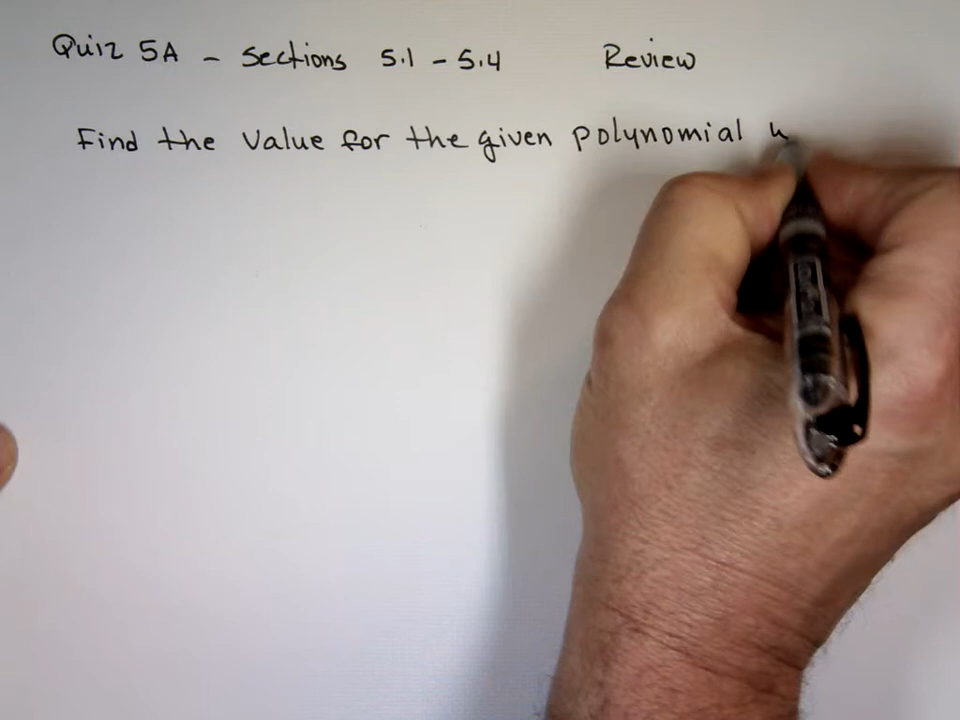 Quiz 5A - Sections 5.1 - 5.4 Review
Find the Value for the given polynomial